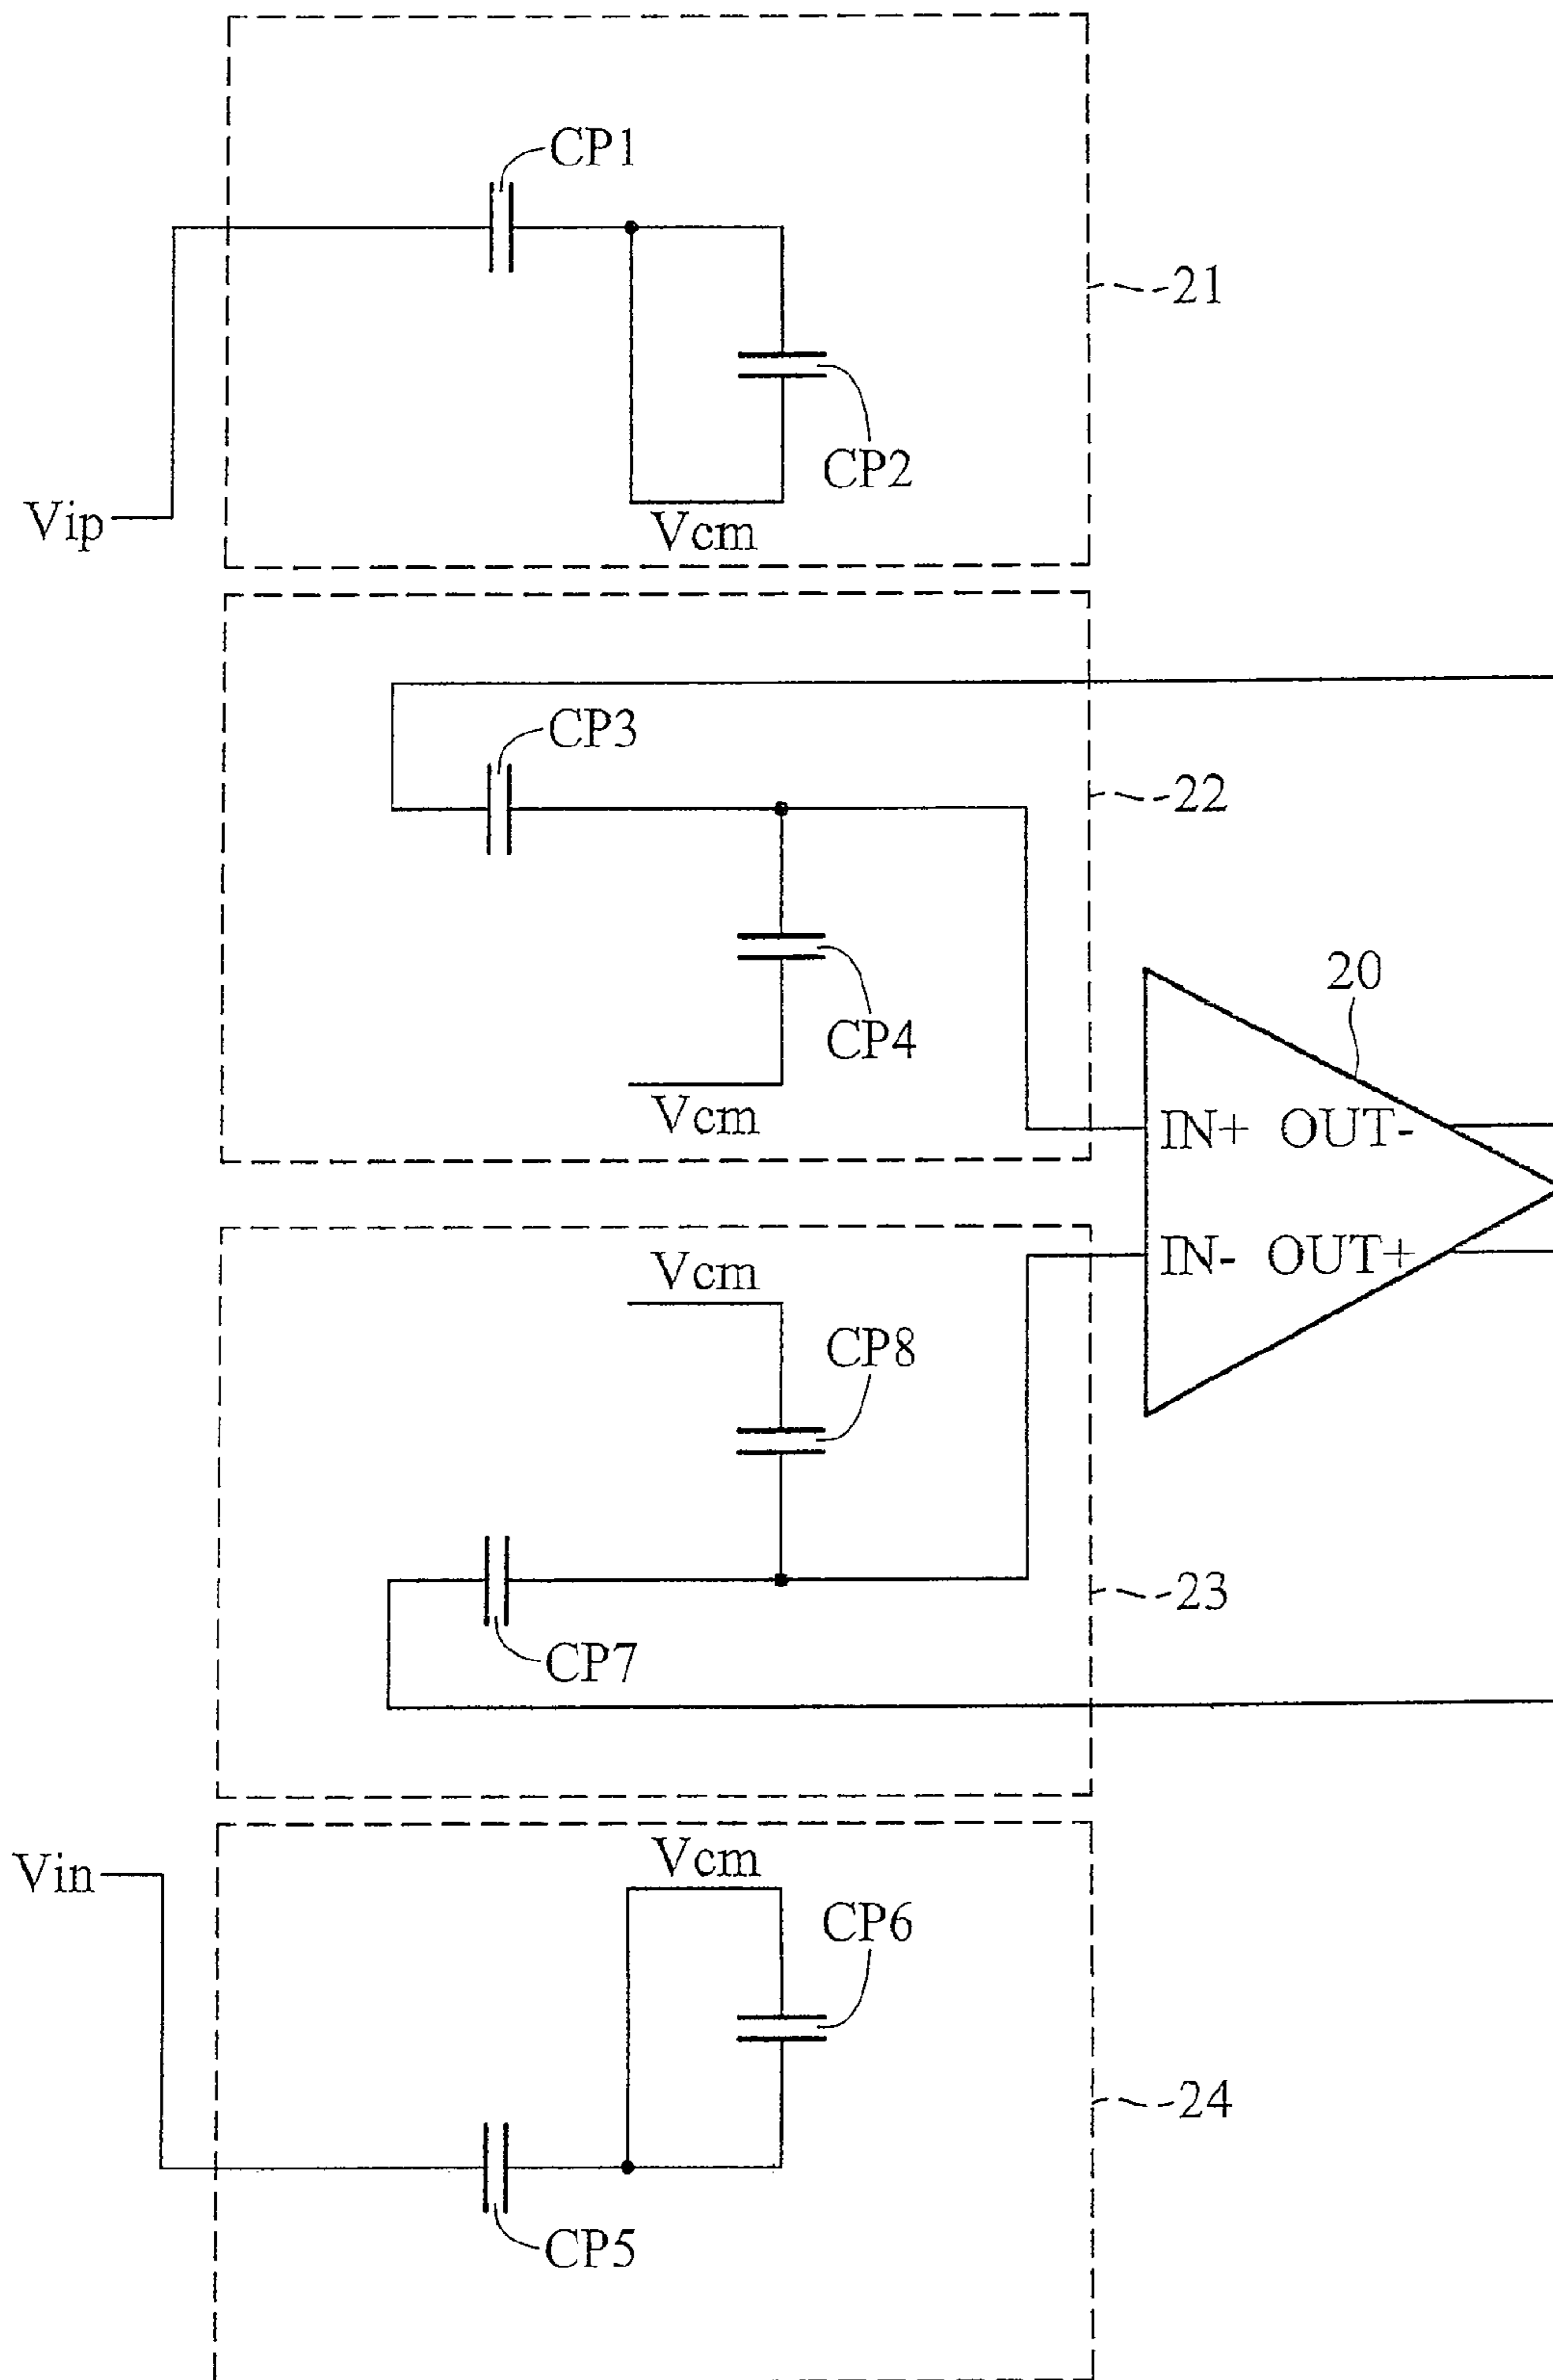 CP1
21
CP2
Vip
Vcm
CP3
22
CP4
20
Vcm
IN+ OUT-
IN- OUT+
Vcm
CP8
23
CP7
Vin
Vcm
CP6
24
CP5